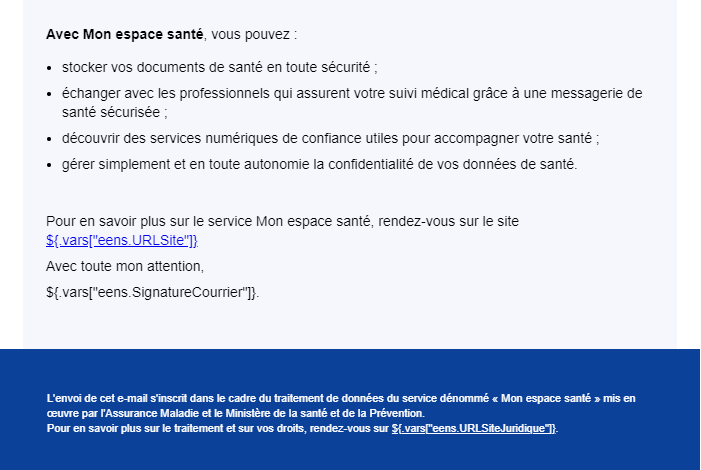 Avec Mon espace santé, vous pouvez :
• stocker vos documents de santé en toute sécurité ;
• échanger avec les professionnels qui assurent votre suivi médical grâce à une messagerie de
santé sécurisée ;
• découvrir des services numériques de confiance utiles pour accompagner votre santé ;
• gérer simplement et en toute autonomie la confidentialité de vos données de santé.
Pour en savoir plus sur le service Mon espace santé, rendez-vous sur le site
${.vars["eens.URLSite"]}
Avec toute mon attention,
${.vars["eens.SignatureCourrier"]}.
L'envoi de cet e-mail s'inscrit dans le cadre du traitement de données du service dénommé « Mon espace santé » mis en
œuvre par l'Assurance Maladie et le Ministère de la santé et de la Prévention.
Pour en savoir plus sur le traitement et sur vos droits, rendez-vous sur ${.vars["eens.URLSiteJuridique"]}.